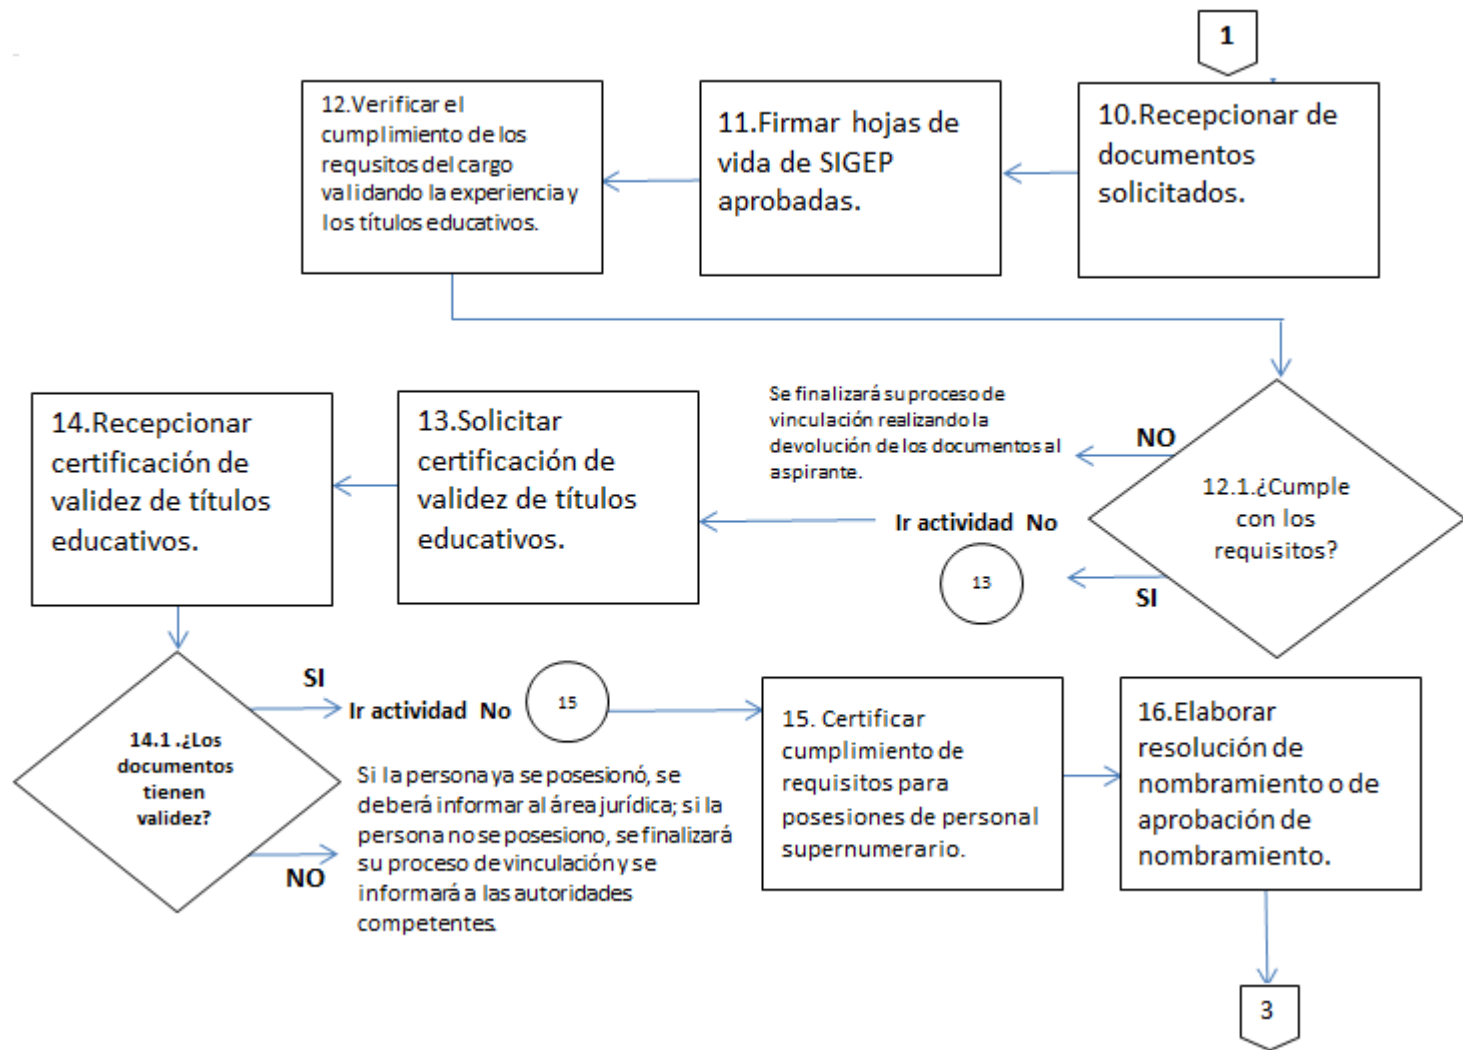 1
10.Recepcionar de
documentos
solicitados.
11.Firmar hojas de
vida de SIGEP
aprobadas.
12.Verificar el
cumplimiento de los
requsitos del cargo
validando la experiencia y
los títulos educativos.
12.1.¿Cumple
con los
requisitos?
NO
Se finalizará su proceso de
vinculación realizando la
devolución de los documentos al
aspirante.
SI
Ir actividad No
13
13.Solicitar
certificación de
validez de títulos
educativos.
14.Recepcionar
certificación de
validez de títulos
educativos.
14.1 .¿Los
documentos
tienen
validez?
SI
Ir actividad No
15
NO
Si la persona ya se posesionó, se
deberá informar al área jurídica; si la
persona no se posesiono, se finalizará
su proceso de vinculación y se
informará a las autoridades
competentes.
15. Certificar
cumplimiento de
requisitos para
posesiones de personal
supernumerario.
16.Elaborar
resolución de
nombramiento o de
aprobación de
nombramiento.
3